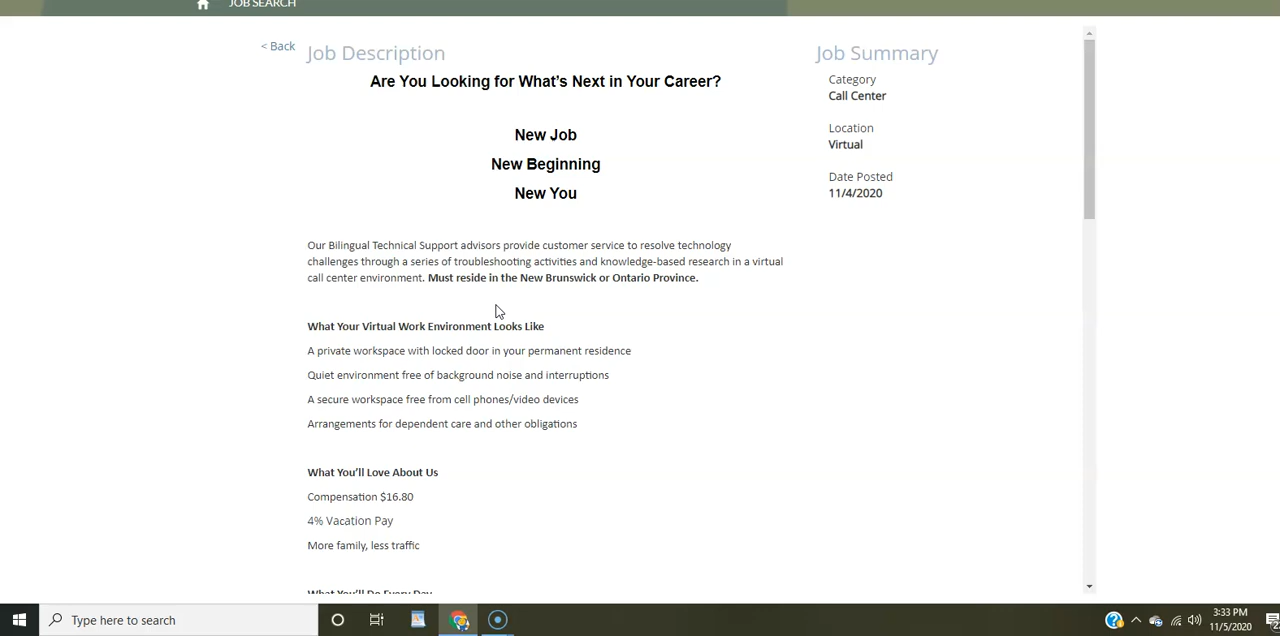 JOB SEARCH
< Back
Job Description
Are You Looking for What's Next in Your Career?
New Job
New Beginning
New You
Our Bilingual Technical Support advisors provide customer service to resolve technology
challenges through a series of troubleshooting activities and knowledge-based research in a virtual
call center environment. Must reside in the New Brunswick or Ontario Province.
What Your Virtual Work Environment Looks Like
A private workspace with locked door in your permanent residence
Quiet environment free of background noise and interruptions
A secure workspace free from cell phones/video devices
Arrangements for dependent care and other obligations
What You'll Love About Us
Compensation $16.80
4% Vacation Pay
More family, less traffic
What You'll Do Every Day
Job Summary
Category
Call Center
Location
Virtual
Date Posted
11/4/2020
Type here to search
3:33 PM
11/5/2020